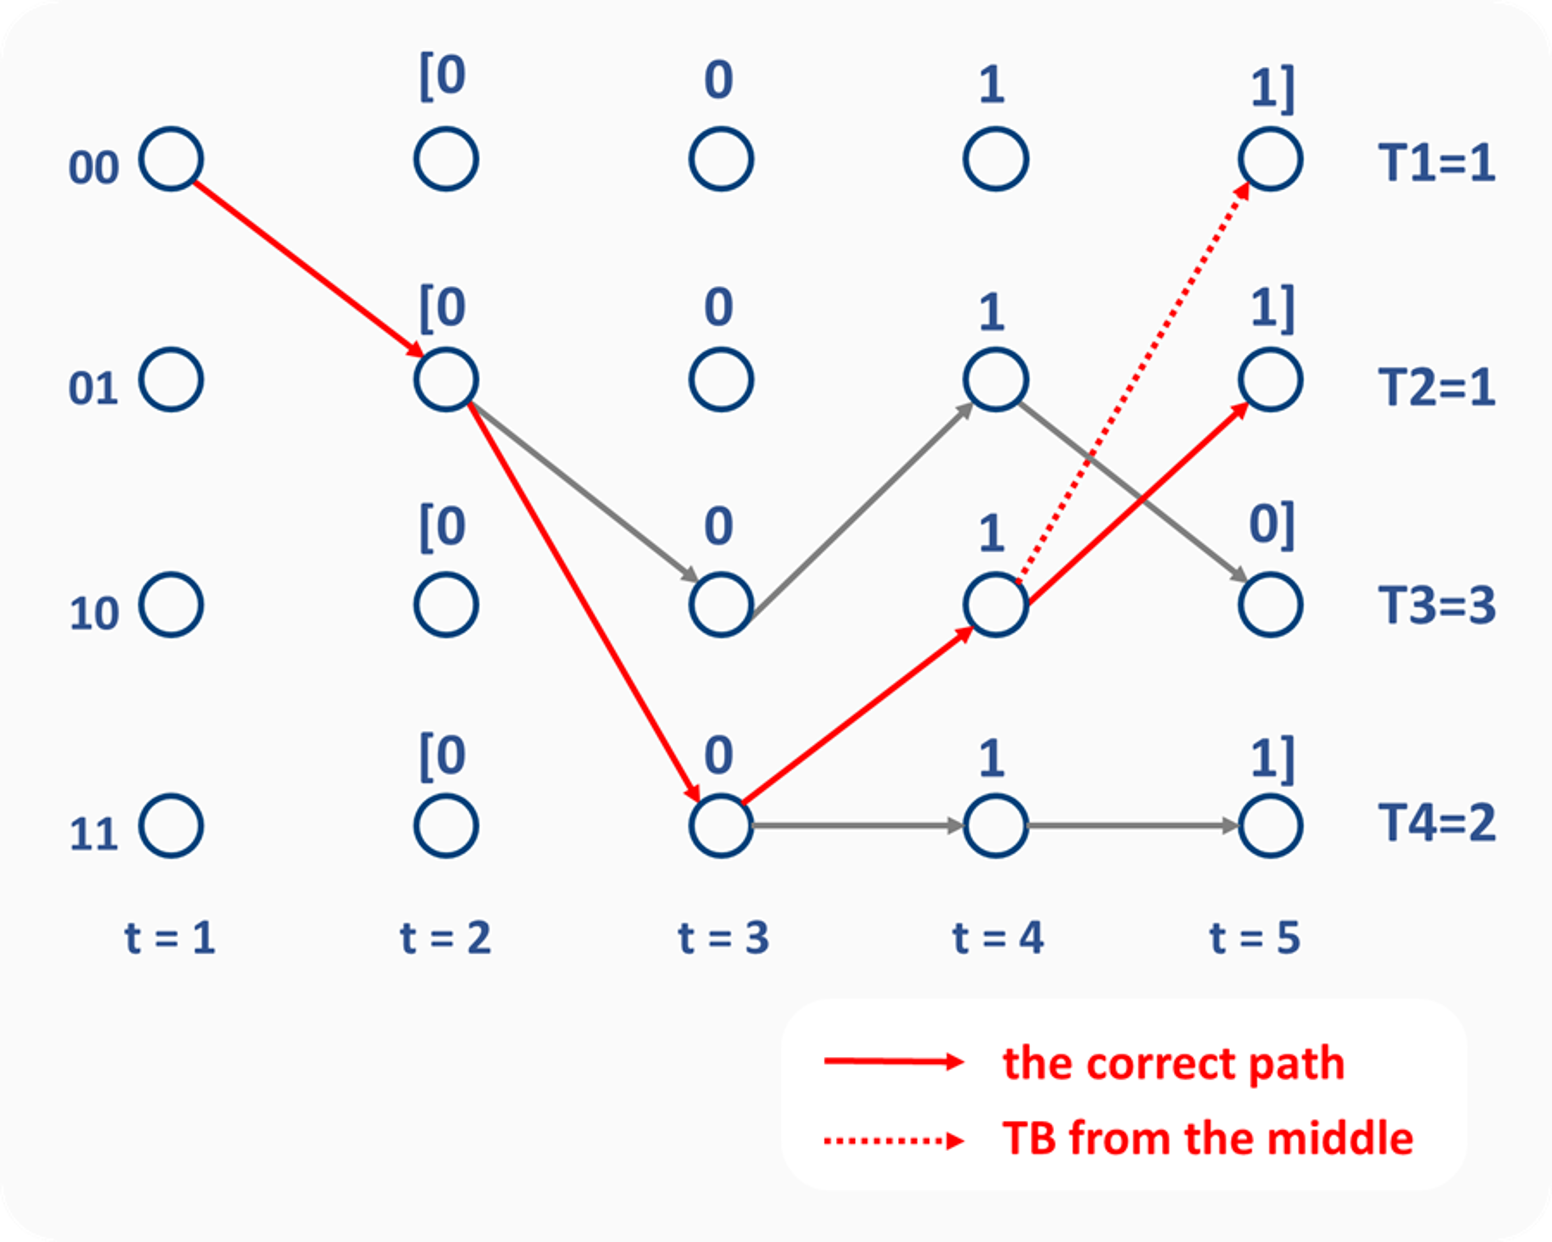 [0 0 1 1]
00 T1=1
[0 0 1 1]
01 T2=1
[0 0 1 0]
10 T3=3
[0 0 1 1]
11 T4=2
t = 1 t = 2 t = 3 t = 4 t = 5
the correct path
TB from the middle